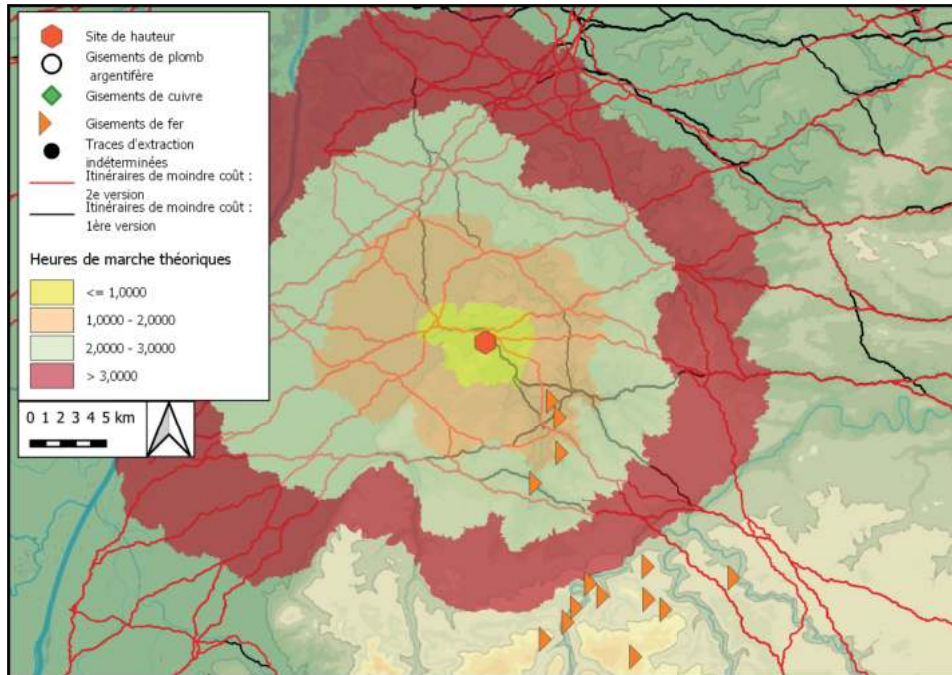 Site de hauteur
Gisements de plomb
argentifère
Gisements de cuivre
Gisements de fer
Traces d'extraction
indéterminées
Itinéraires de moindre coût :
2e version
Itinéraires de moindre coût :
1ère version
Heures de marche théoriques
<= 1,0000
1,0000 - 2,0000
2,0000 - 3,0000
> 3,0000
0 1 2 3 4 5 km